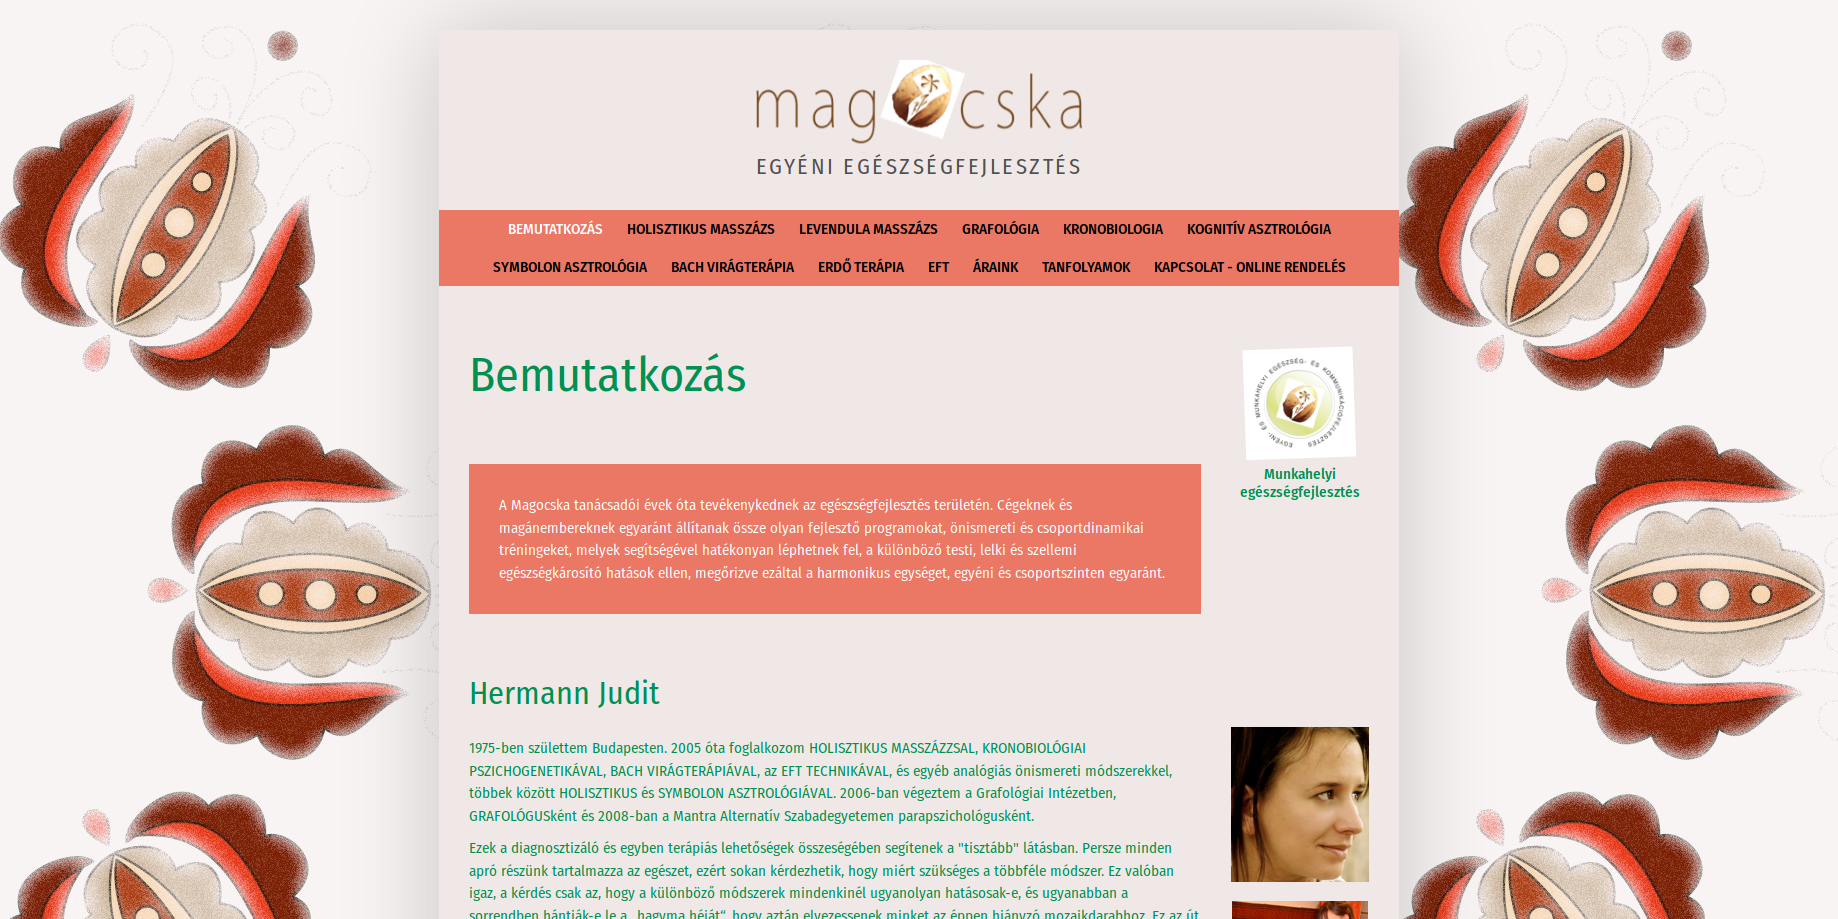 magocska
EGYÉNI EGÉSZSÉGFEJLESZTÉS
BEMUTATKOZÁS HOLISZTIKUS MASSZÁZS LEVENDULA MASSZÁZS GRAFOLÓGIA KRONOBIOLOGIA KOGNITÍV ASZTROLÓGIA
SYMBOLON ASZTROLÓGIA BACH VIRÁGTERÁPIA ERDŐ TERÁPIA EFT ÁRAINK TANFOLYAMOK KAPCSOLAT - ONLINE RENDELÉS
Bemutatkozás
EGYÉNI-, ÉS MUNKAHELYI EGÉSZSÉG- ÉS KOMMUNIKÁCIÓFEJLESZTÉS
Munkahelyi
egészségfejlesztés
A Magocska tanácsadói évek óta tevékenykednek az egészségfejlesztés területén. Cégeknek és
magánembereknek egyaránt állítanak össze olyan fejlesztő programokat, önismereti és csoportdinamikai
tréningeket, melyek segítségével hatékonyan léphetnek fel, a különböző testi, lelki és szellemi
egészségkárosító hatások ellen, megőrizve ezáltal a harmonikus egységet, egyéni és csoportszinten egyaránt.
Hermann Judit
1975-ben születtem Budapesten. 2005 óta foglalkozom HOLISZTIKUS MASSZÁZZSAL, KRONOBIOLÓGIAI
PSZICHOGENETIKÁVAL, BACH VIRÁGTERÁPIÁVAL, az EFT TECHNIKÁVAL, és egyéb analógiás önismereti módszerekkel,
többek között HOLISZTIKUS és SYMBOLON ASZTROLÓGIÁVAL. 2006-ban végeztem a Grafológiai Intézetben,
GRAFOLÓGUSként és 2008-ban a Mantra Alternatív Szabadegyetemen parapszichológusként.
Ezek a diagnosztizáló és egyben terápiás lehetőségek összeségében segítenek a "tisztább" látásban. Persze minden
apró részünk tartalmazza az egészet, ezért sokan kérdezhetik, hogy miért szükséges a többféle módszer. Ez valóban
igaz, a kérdés csak az, hogy a különböző módszerek mindenkinél ugyanolyan hatásosak-e, és ugyanabban a
sorrendben hántják-e le a „hagyma héját“, hogy aztán elvezessenek minket az éppen hiányzó mozaikdarabhoz. Ez az út